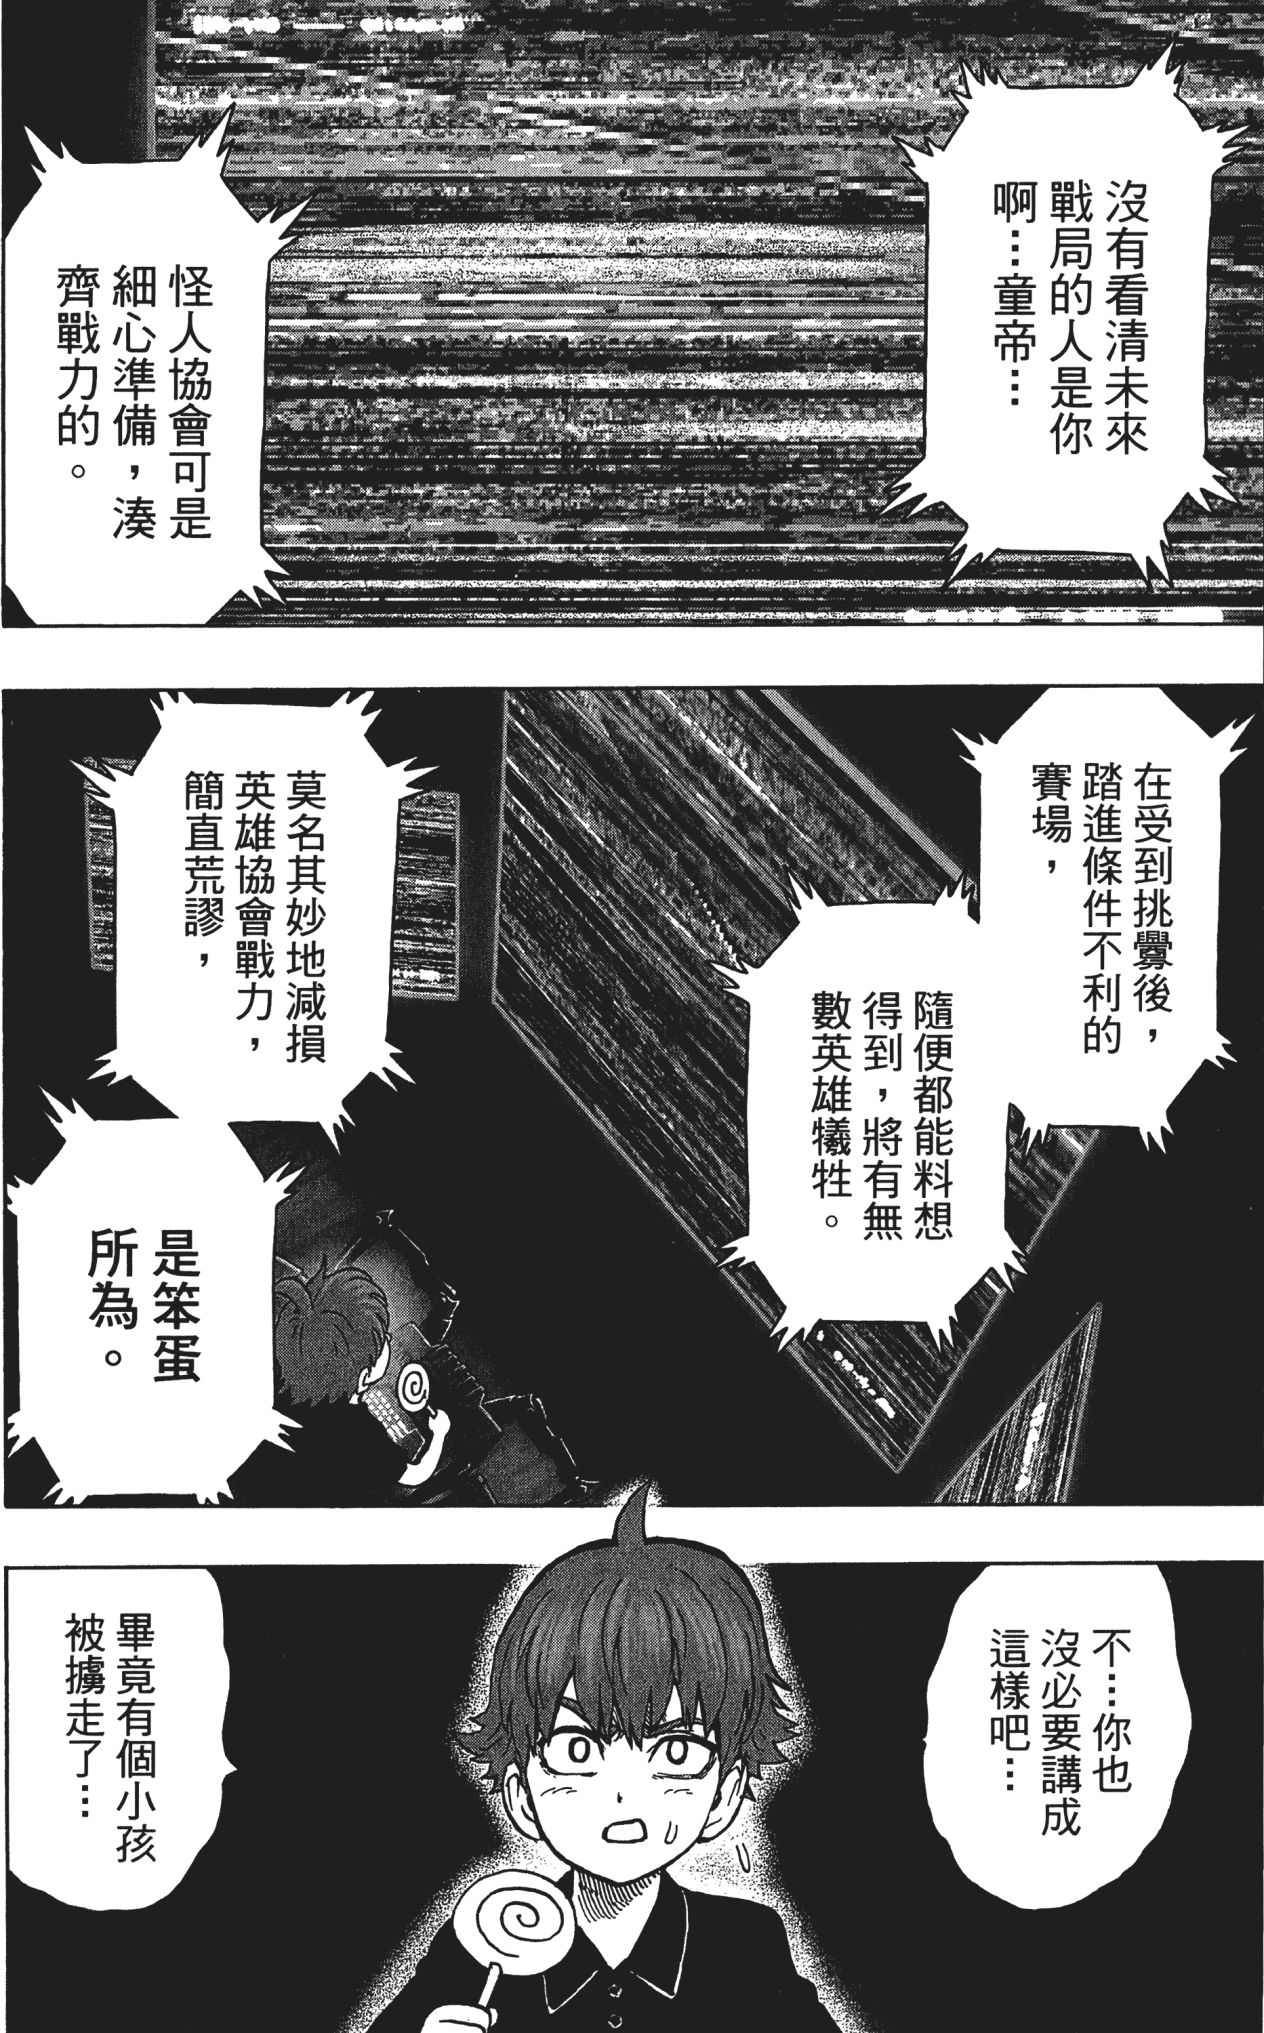 沒有看清未來
戰局的人是你
啊⋯童帝⋯
怪人協會可是
細心準備，湊
齊戰力的。
在受到挑釁後，
踏進條件不利的
賽場，
隨便都能料想
得到，將有無
數英雄犧牲。
莫名其妙地減損
英雄協會戰力，
簡直荒謬，
是笨蛋
所為。
不⋯你也
沒必要講成
這樣吧⋯
畢竟有個小孩
被擄走了⋯